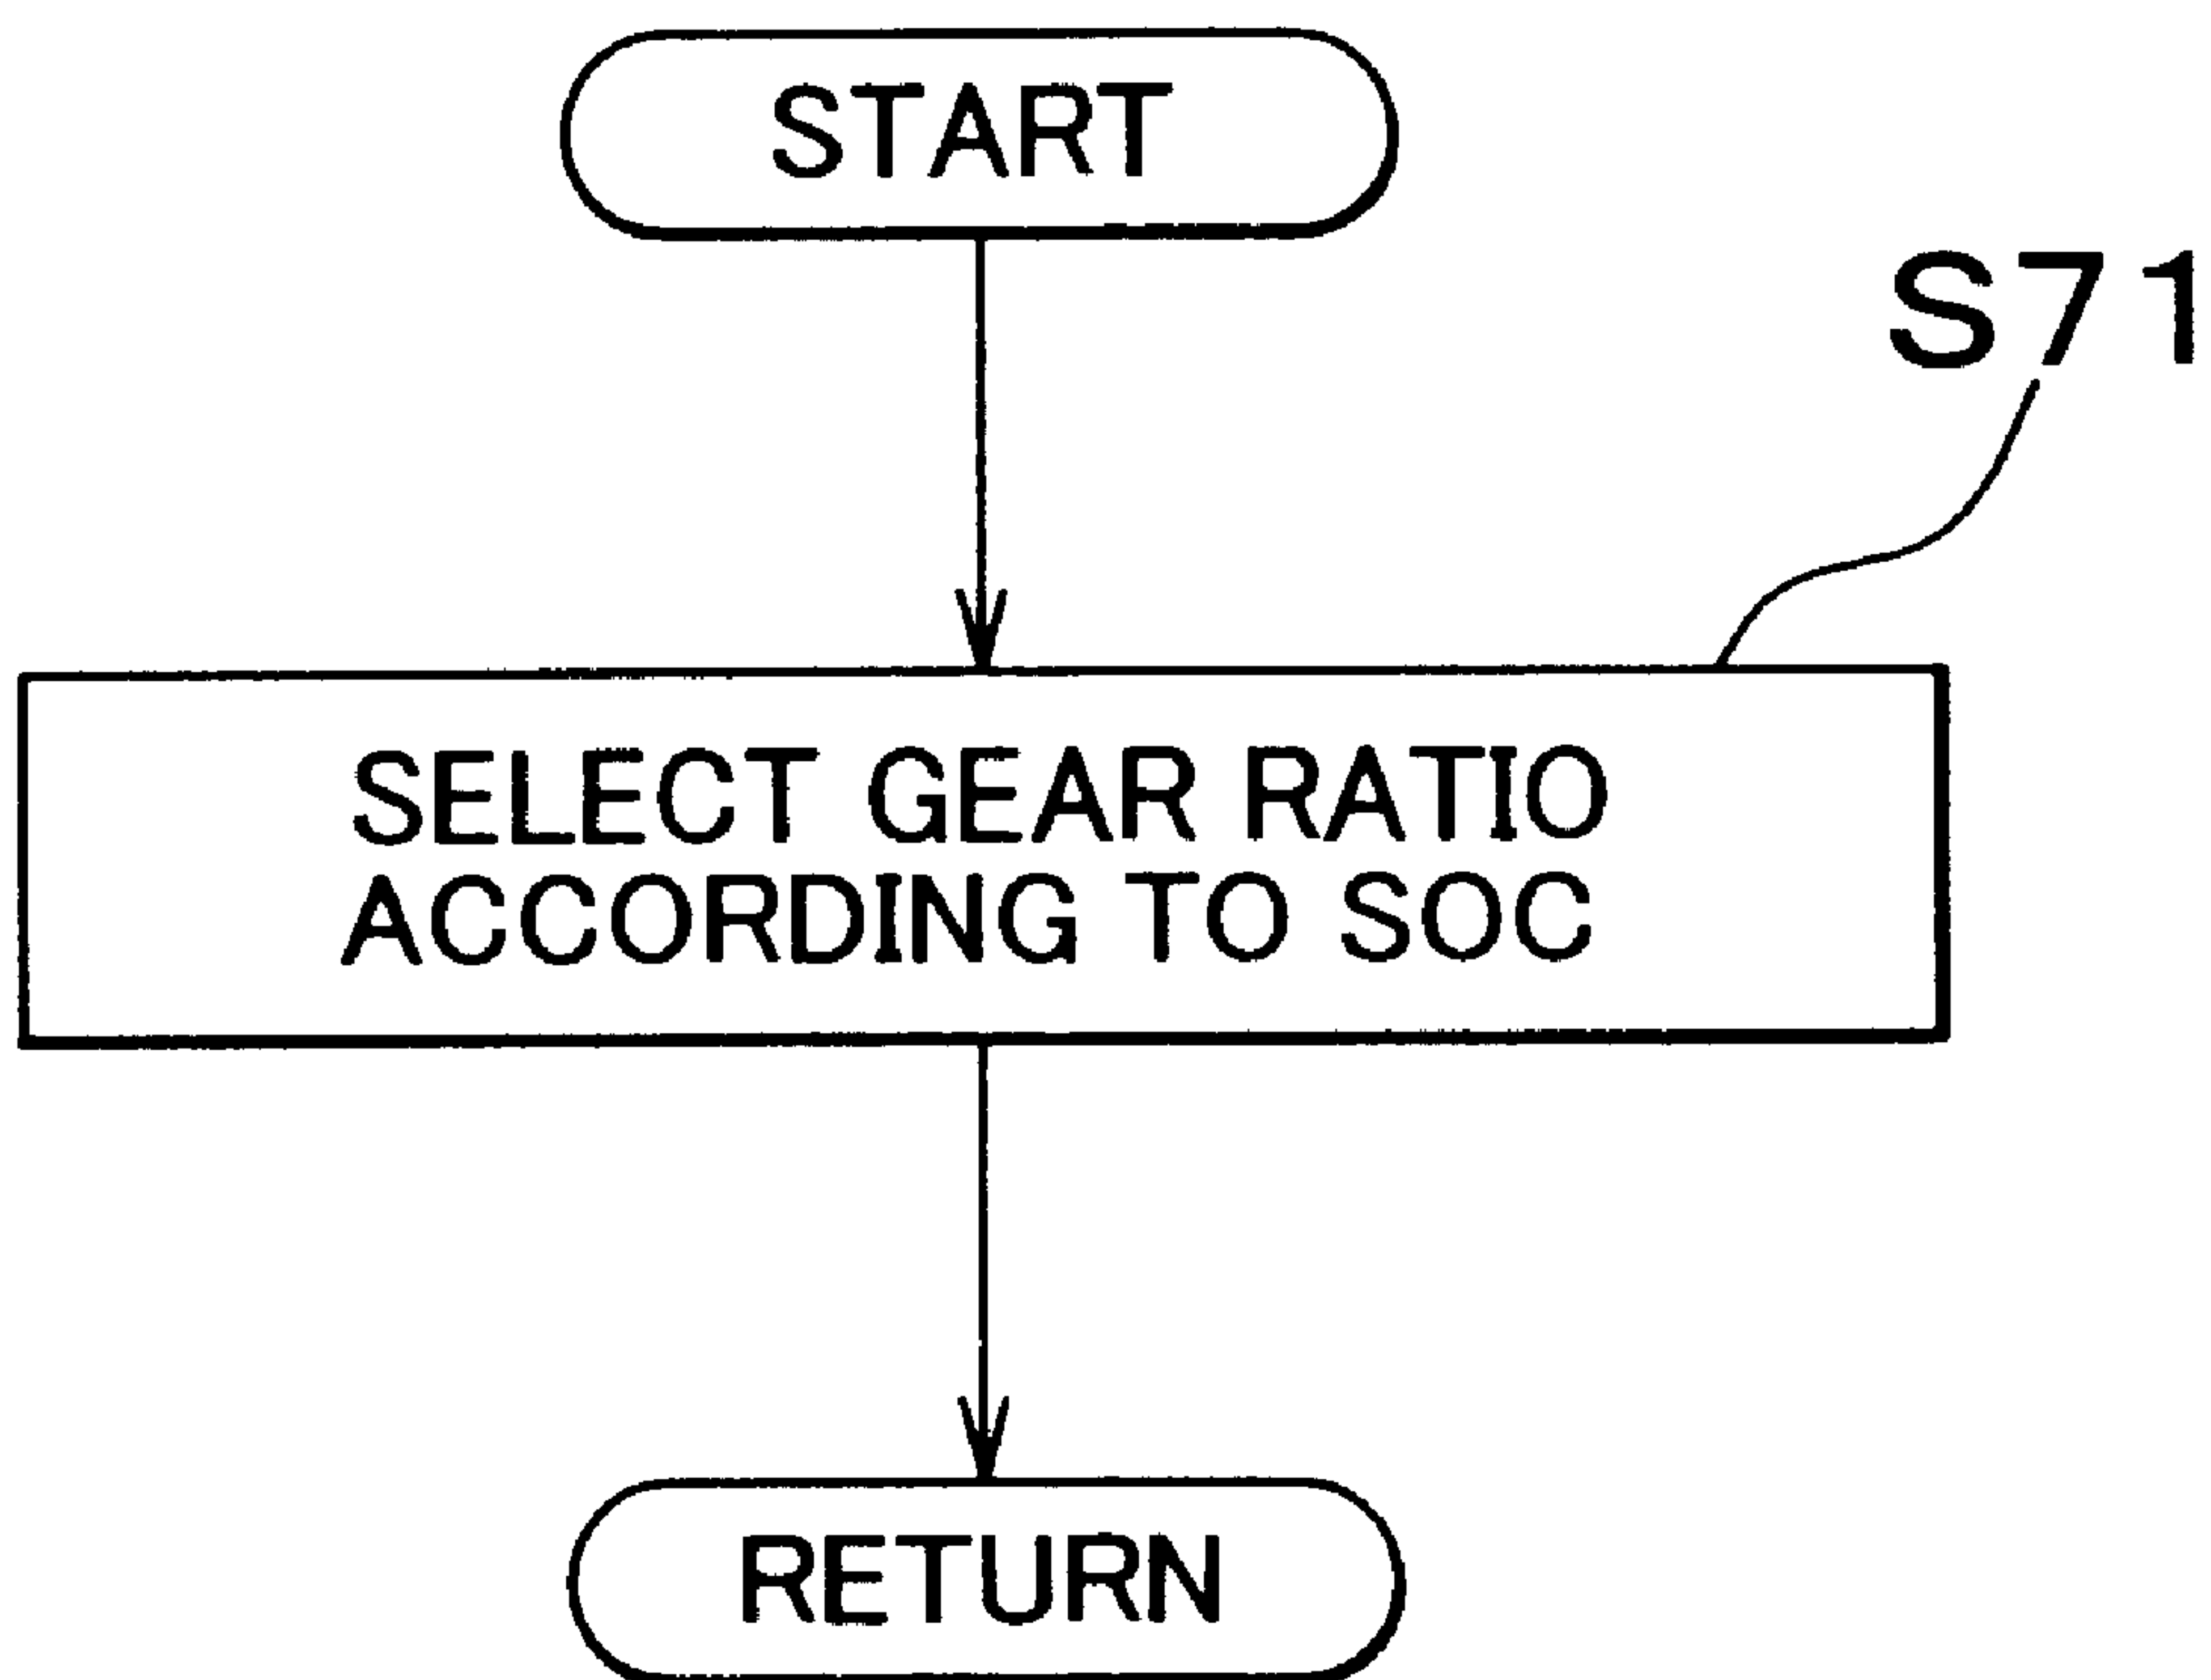 START
S71
SELECT GEAR RATIO
ACCORDING TO SOC
RETURN